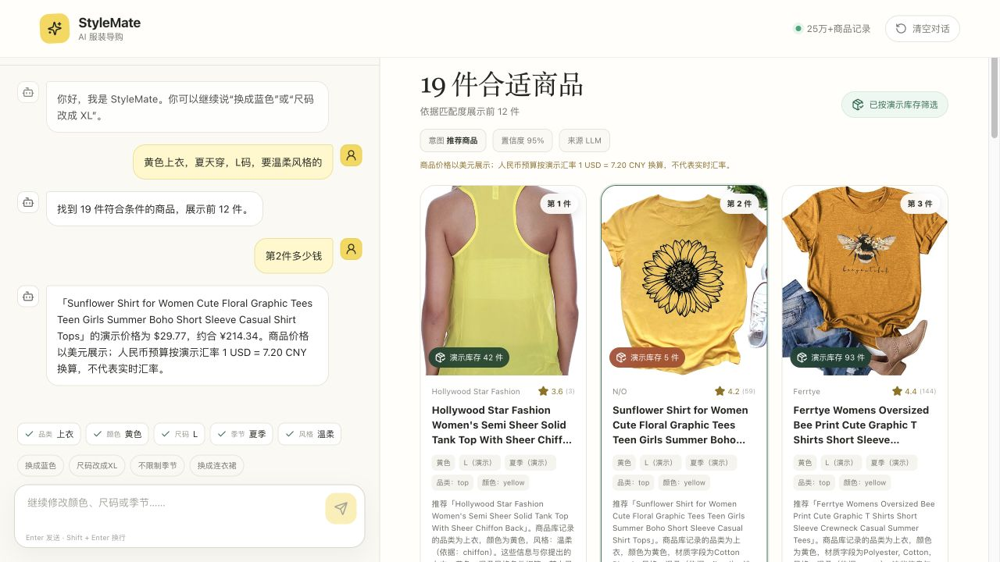 StyleMate
AI 服装导购
25万+商品记录
清空对话
你好，我是 StyleMate。你可以继续说“换成蓝色”或“尺码
改成 XL”。
黄色上衣，夏天穿，L码，要温柔风格的
找到 19 件符合条件的商品，展示前 12 件。
第2件多少钱
「Sunflower Shirt for Women Cute Floral Graphic Tees
Teen Girls Summer Boho Short Sleeve Casual Shirt
Tops」的演示价格为 $29.77，约合 ¥214.34。商品价格
以美元展示；人民币预算按演示汇率 1 USD = 7.20 CNY
换算，不代表实时汇率。
品类 上衣 颜色 黄色 尺码 L 季节 夏季 风格 温柔
换成蓝色 尺码改成XL 不限制季节 换成连衣裙
继续修改颜色、尺码或季节……
Enter 发送 · Shift + Enter 换行
19 件合适商品
依据匹配度展示前 12 件
已按演示库存筛选
意图 推荐商品 置信度 95% 来源 LLM
商品价格以美元展示；人民币预算按演示汇率 1 USD = 7.20 CNY 换算，不代表实时汇率。
第 1 件
演示库存 42 件
Hollywood Star Fashion 3.6 (3)
Hollywood Star Fashion
Women's Semi Sheer Solid
Tank Top With Sheer Chiff...
黄色 L（演示） 夏季（演示）
品类：top 颜色：yellow
推荐「Hollywood Star Fashion
Women's Semi Sheer Solid Tank Top
With Sheer Chiffon Back」。商品库记录
的品类为上衣，颜色为黄色，风格：温柔
（依据：chiffon）。这些信息与你提出的
第 2 件
演示库存 5 件
N/O 4.2 (59)
Sunflower Shirt for Women
Cute Floral Graphic Tees
Teen Girls Summer Boho...
黄色 L（演示） 夏季（演示）
品类：top 颜色：yellow
推荐「Sunflower Shirt for Women
Cute Floral Graphic Tees Teen Girls
Summer Boho Short Sleeve Casual
Shirt Tops」。商品库记录的品类为上
衣，颜色为黄色，材质字段为Cotton
第 3 件
beeyoutiful
演示库存 93 件
Ferrtye 4.4 (144)
Ferrtye Womens Oversized
Bee Print Cute Graphic T
Shirts Short Sleeve...
黄色 L（演示） 夏季（演示）
品类：top 颜色：yellow
推荐「Ferrtye Womens Oversized Bee
Print Cute Graphic T Shirts Short
Sleeve Crewneck Casual Summer
Tees」。商品库记录的品类为上衣，颜色
为黄色，材质字段为Polyester, Cotton，